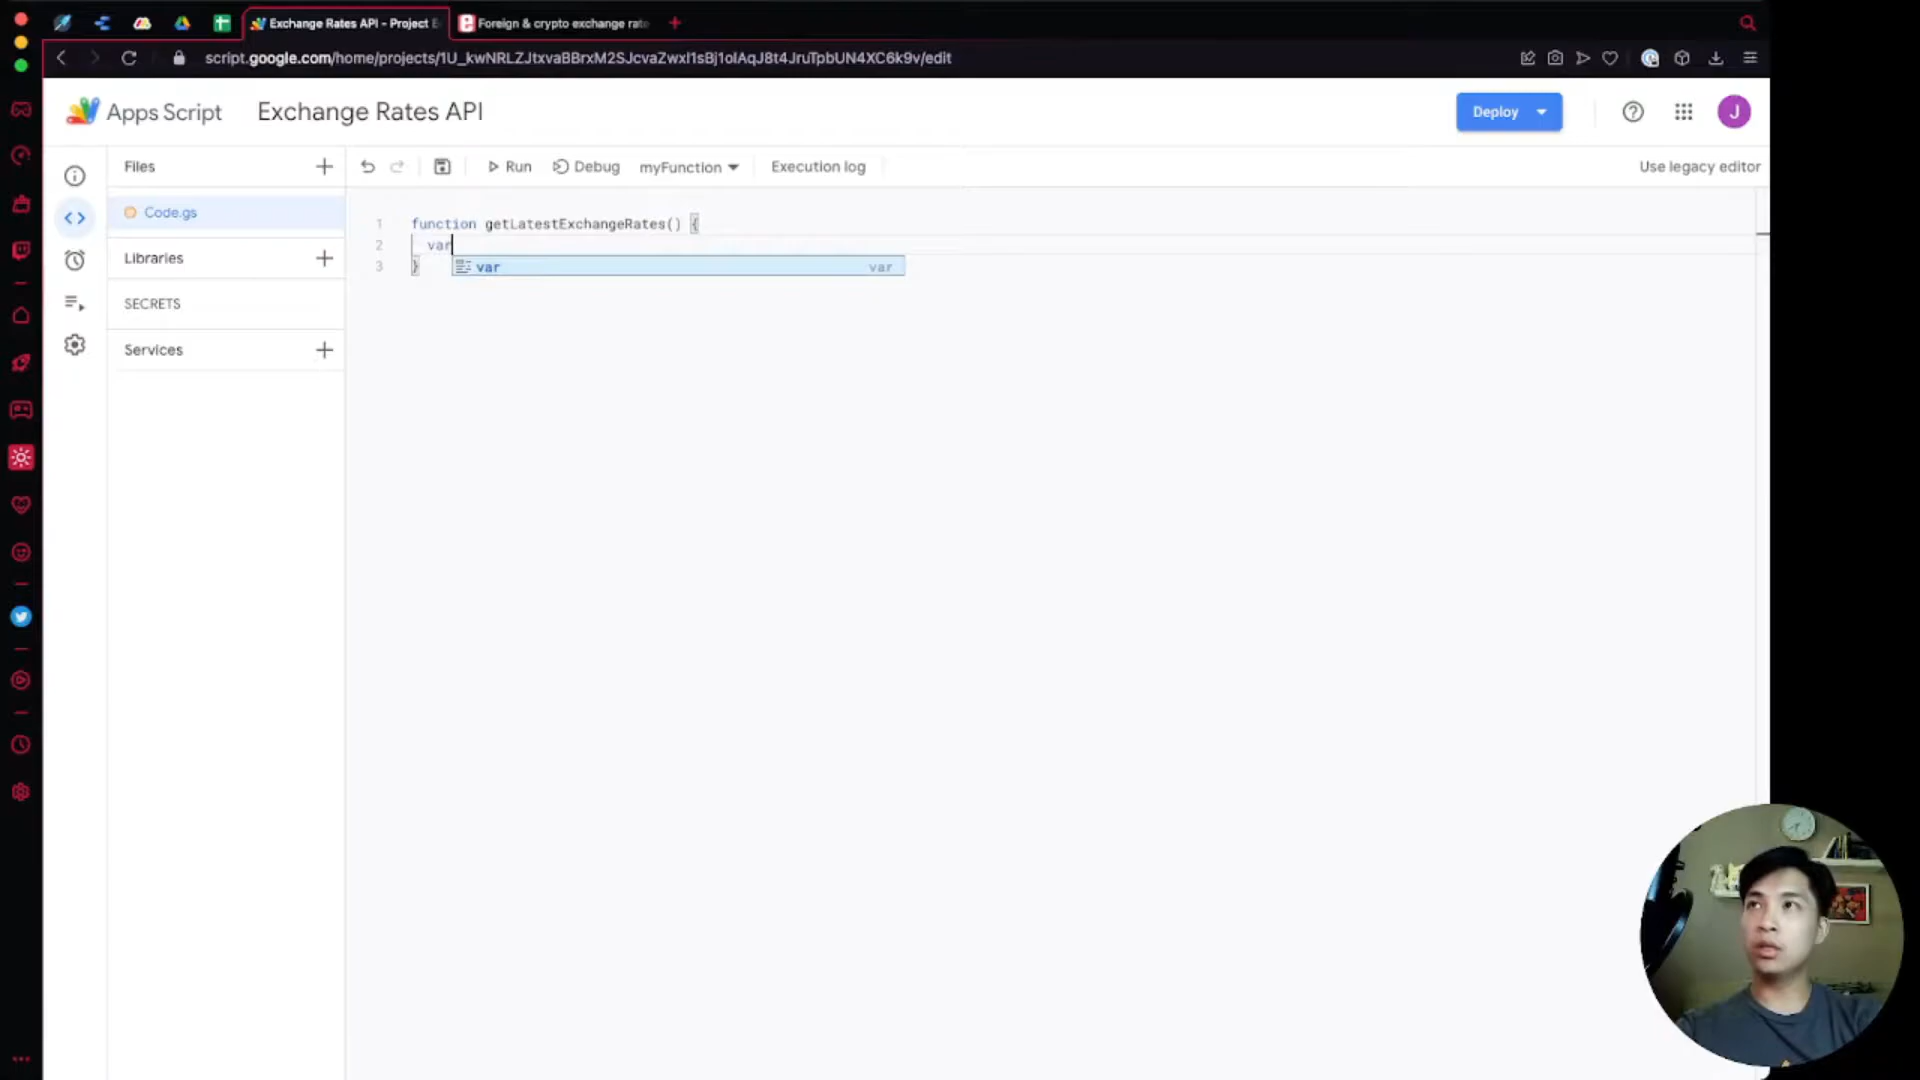 Exchange Rates API - Project E
Foreign & crypto exchange rate
script.google.com/home/projects/1U_kwNRLZJtxvaBBrxM2SJcvaZwxI1sBj1olAqJ8t4JruTpbUN4XC6k9v/edit
Apps Script
Exchange Rates API
Deploy
J
Files
Run
Debug
myFunction
Execution log
Use legacy editor
Code.gs
Libraries
SECRETS
Services
1 function getLatestExchangeRates() {
2 var
3 }
var var